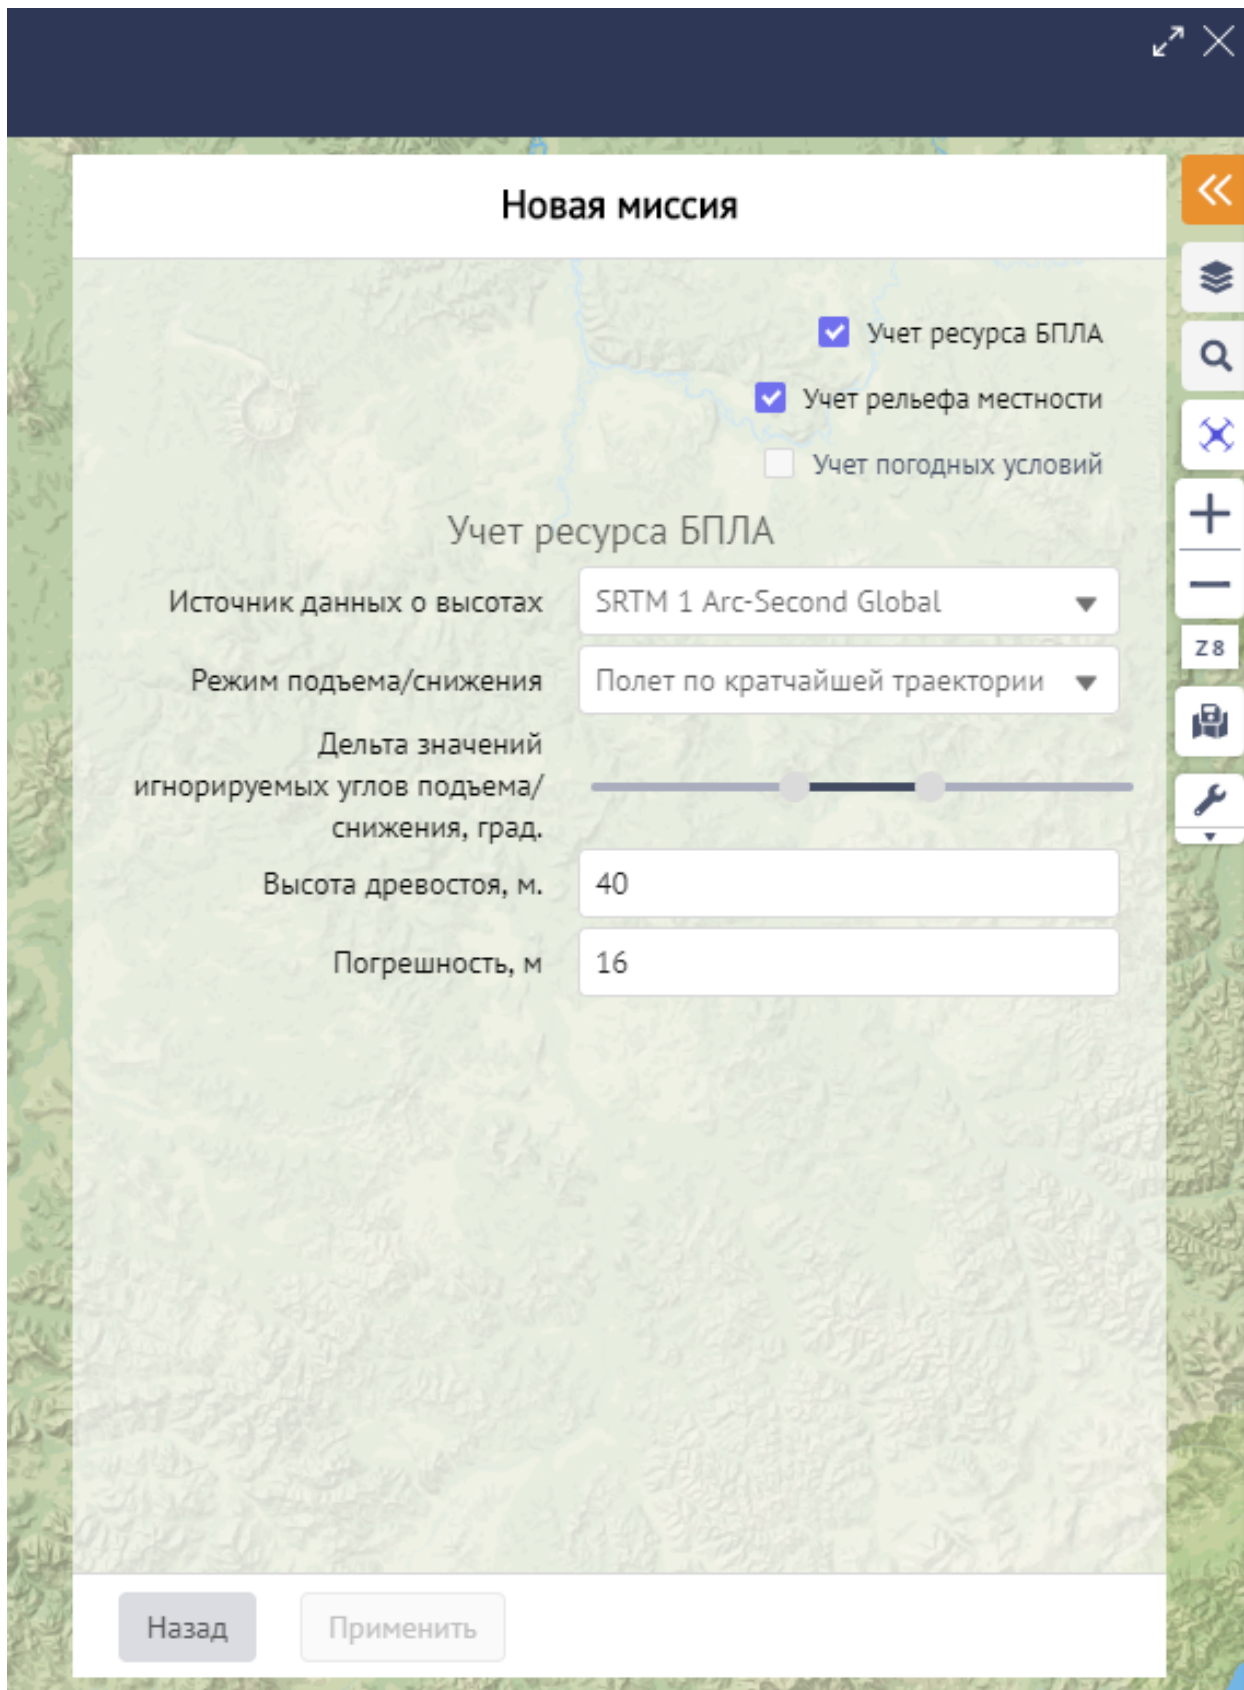 Новая миссия
Учет ресурса БПЛА
Учет рельефа местности
Учет погодных условий
Учет ресурса БПЛА
Источник данных о высотах
SRTM 1 Arc-Second Global
Режим подъема/снижения
Полет по кратчайшей траектории
Дельта значений
игнорируемых углов подъема/
снижения, град.
Высота древостоя, м.
40
Погрешность, м
16
Z 8
Назад
Применить